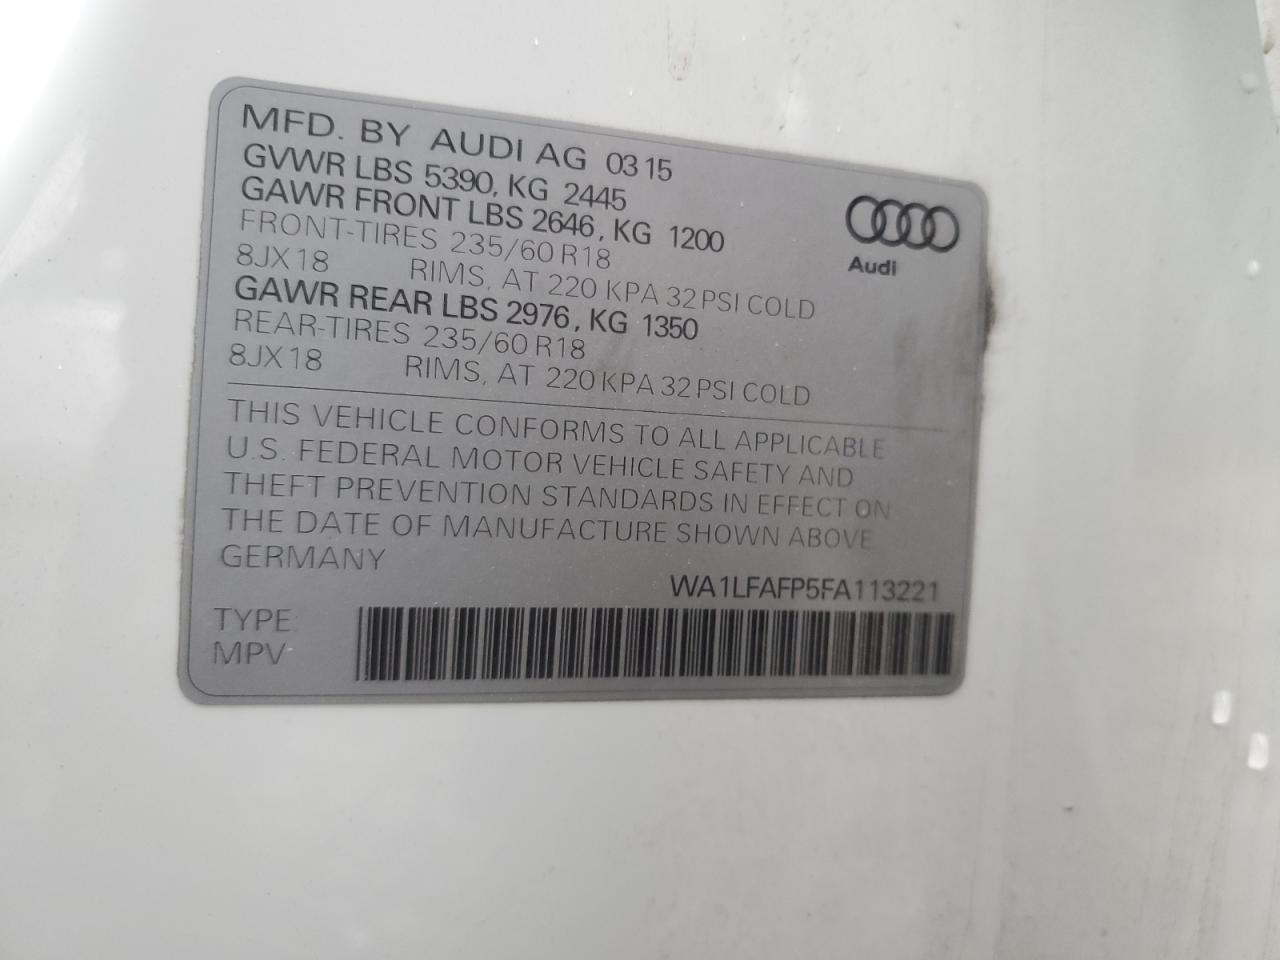 MFD. BY AUDI AG 03 15
GVWR LBS 5390, KG 2445
GAWR FRONT LBS 2646, KG 1200
FRONT-TIRES 235/60 R18
8JX18 RIMS, AT 220 KPA 32 PSI COLD
GAWR REAR LBS 2976, KG 1350
REAR-TIRES 235/60 R18
8JX18 RIMS, AT 220 KPA 32 PSI COLD
Audi
THIS VEHICLE CONFORMS TO ALL APPLICABLE
U.S. FEDERAL MOTOR VEHICLE SAFETY AND
THEFT PREVENTION STANDARDS IN EFFECT ON
THE DATE OF MANUFACTURE SHOWN ABOVE
GERMANY
WA1LFAFP5FA113221
TYPE:
MPV